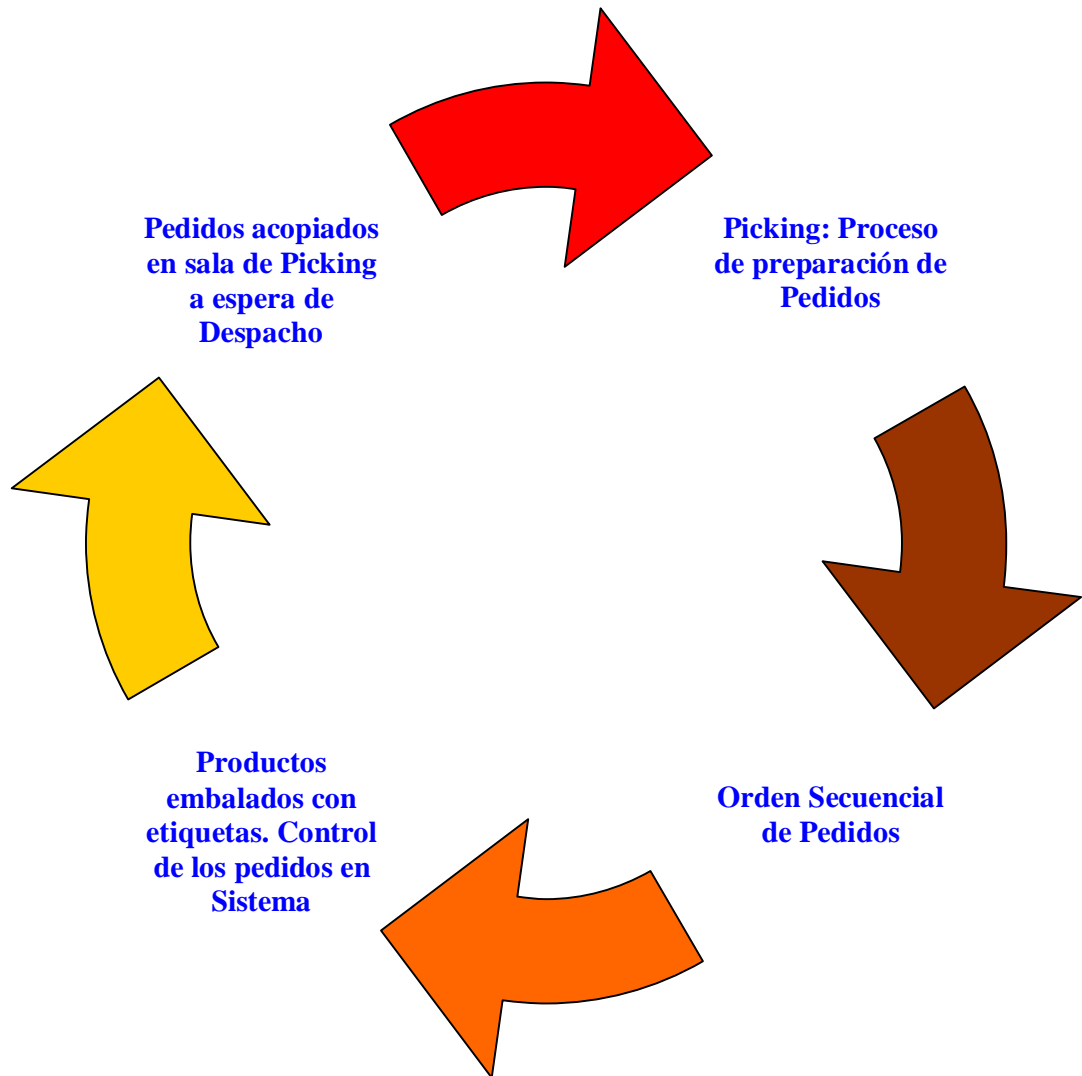 Pedidos acopiados
en sala de Picking
a espera de
Despacho
Picking: Proceso
de preparación de
Pedidos
Orden Secuencial
de Pedidos
Productos
embalados con
etiquetas. Control
de los pedidos en
Sistema